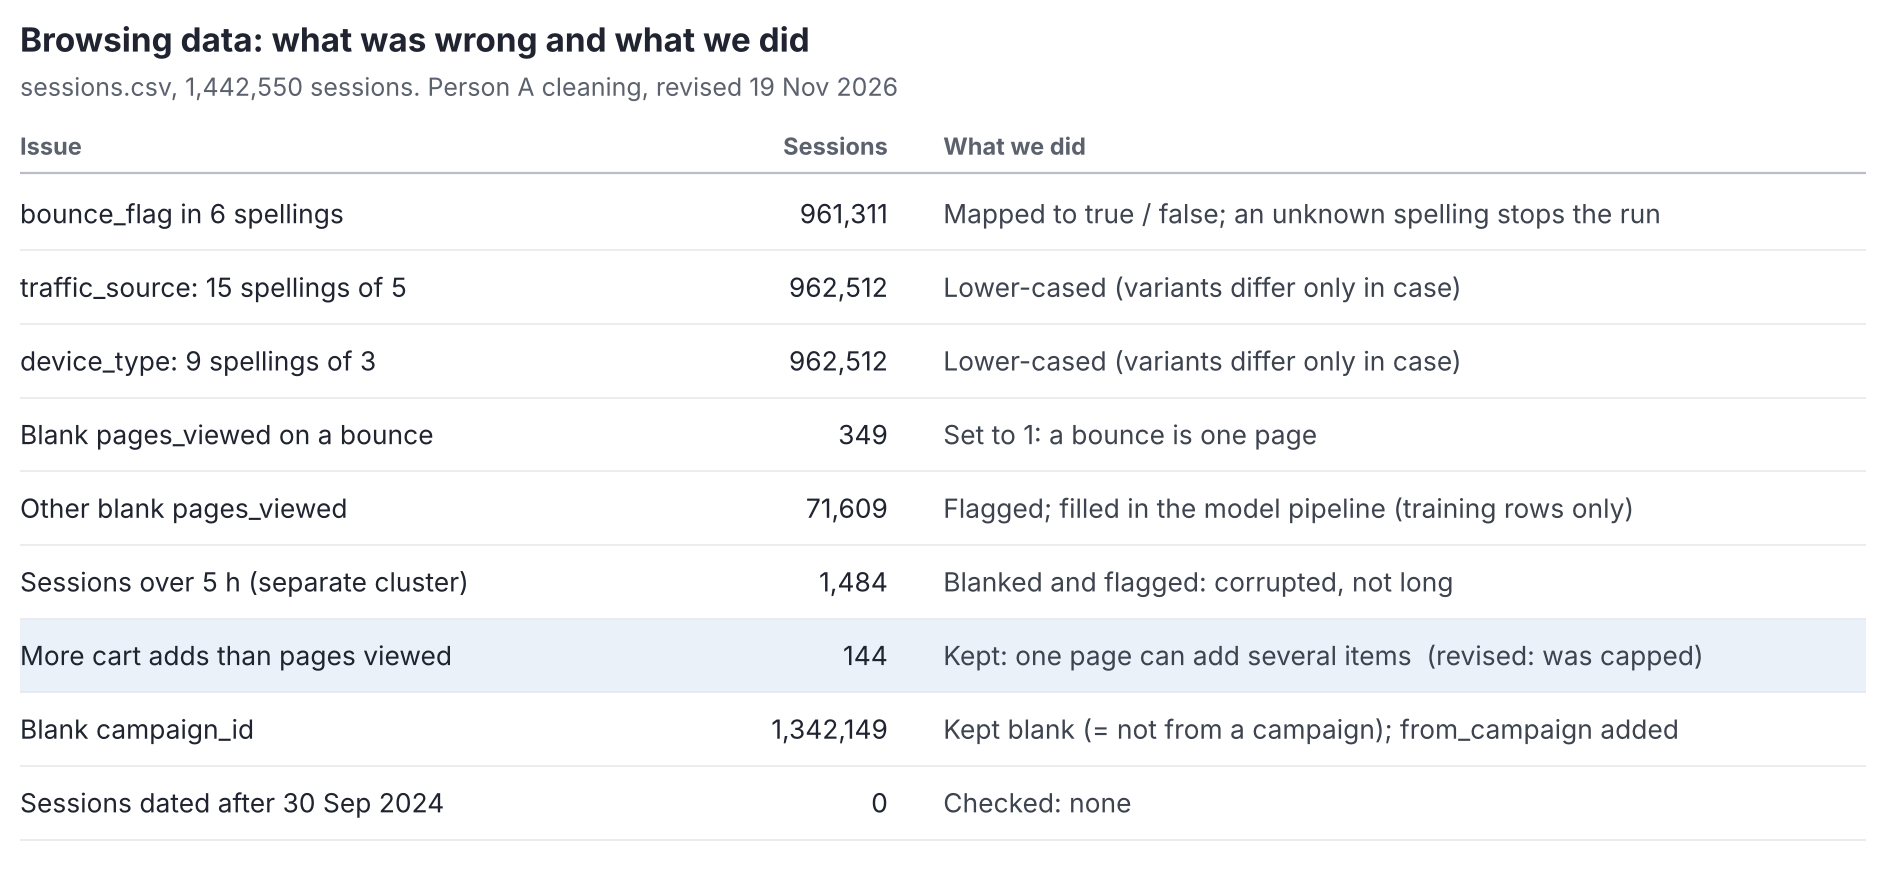 Browsing data: what was wrong and what we did
sessions.csv, 1,442,550 sessions. Person A cleaning, revised 19 Nov 2026
Issue Sessions What we did
bounce_flag in 6 spellings 961,311 Mapped to true / false; an unknown spelling stops the run
traffic_source: 15 spellings of 5 962,512 Lower-cased (variants differ only in case)
device_type: 9 spellings of 3 962,512 Lower-cased (variants differ only in case)
Blank pages_viewed on a bounce 349 Set to 1: a bounce is one page
Other blank pages_viewed 71,609 Flagged; filled in the model pipeline (training rows only)
Sessions over 5 h (separate cluster) 1,484 Blanked and flagged: corrupted, not long
More cart adds than pages viewed 144 Kept: one page can add several items (revised: was capped)
Blank campaign_id 1,342,149 Kept blank (= not from a campaign); from_campaign added
Sessions dated after 30 Sep 2024 0 Checked: none